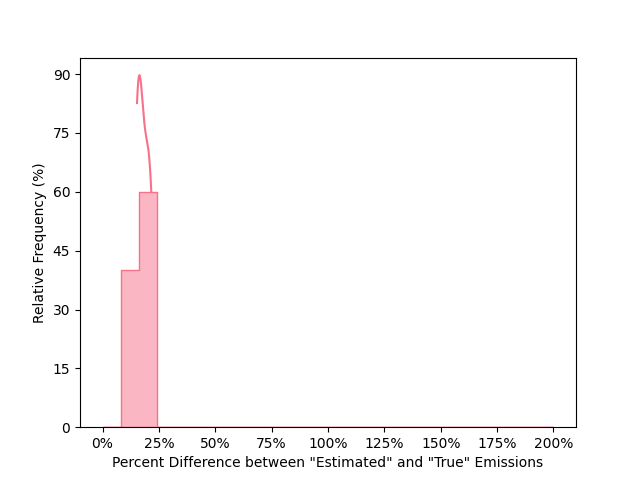 90
75
60
45
30
15
0
Relative Frequency (%)
0% 25% 50% 75% 100% 125% 150% 175% 200%
Percent Difference between "Estimated" and "True" Emissions